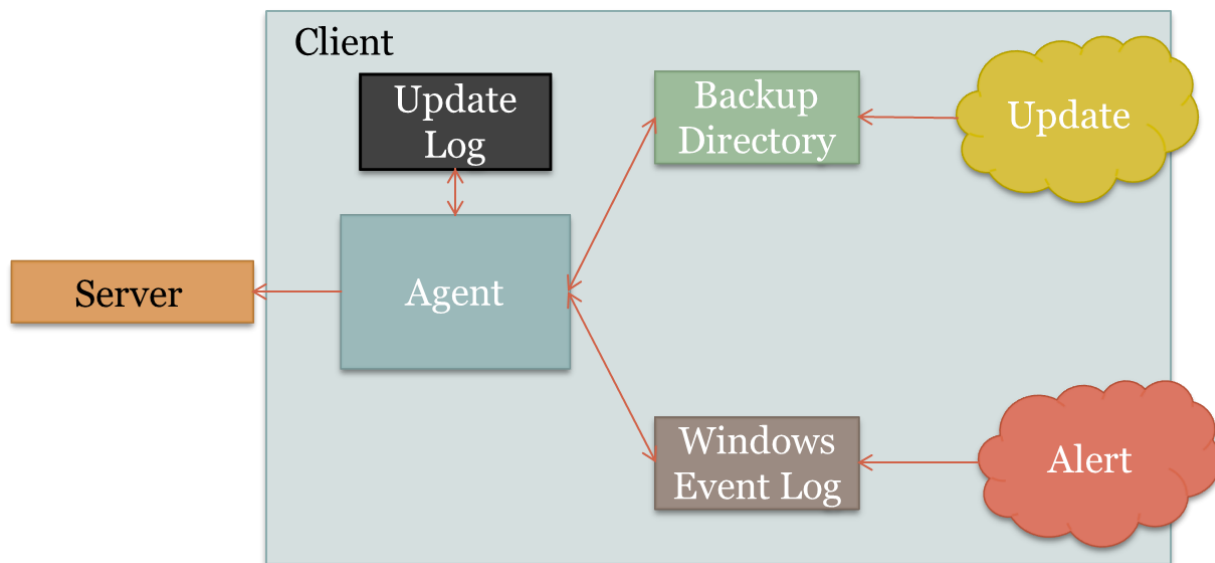 Client
Update
Log
Backup
Directory
Update
Server
Agent
Windows
Event Log
Alert